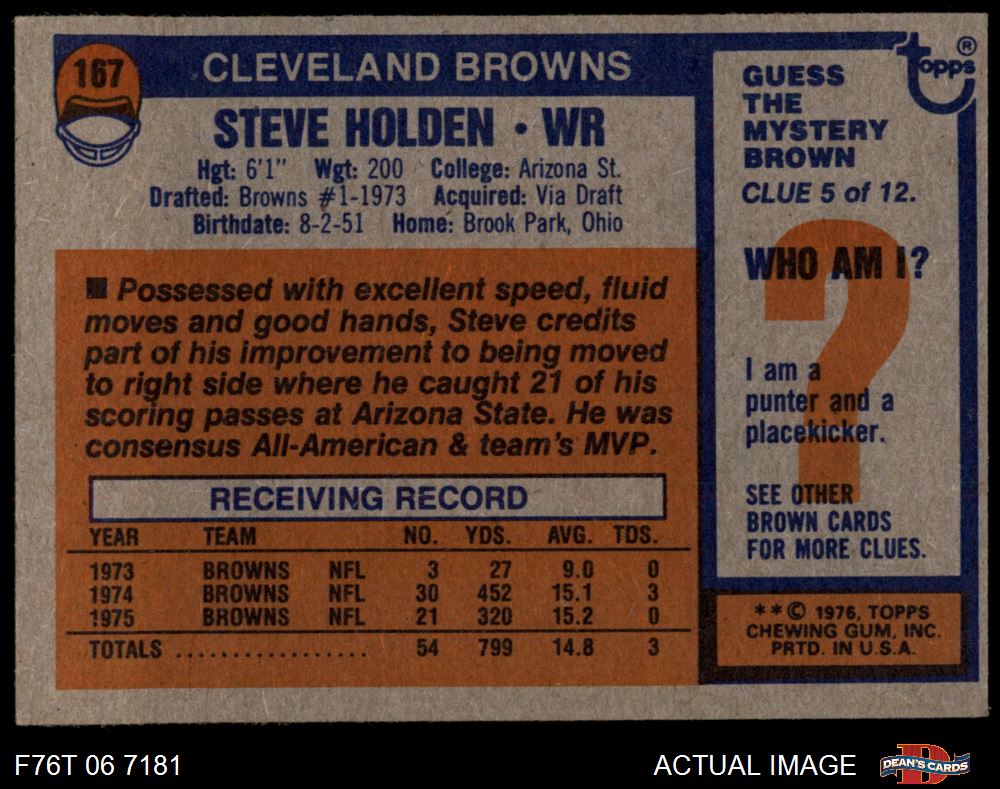 167
CLEVELAND BROWNS
STEVE HOLDEN • WR
Hgt: 6'1" Wgt: 200 College: Arizona St.
Drafted: Browns #1-1973 Acquired: Via Draft
Birthdate: 8-2-51 Home: Brook Park, Ohio
■ Possessed with excellent speed, fluid
moves and good hands, Steve credits
part of his improvement to being moved
to right side where he caught 21 of his
scoring passes at Arizona State. He was
consensus All-American & team's MVP.
RECEIVING RECORD
YEAR TEAM NO. YDS. AVG. TDS.
1973 BROWNS NFL 3 27 9.0 0
1974 BROWNS NFL 30 452 15.1 3
1975 BROWNS NFL 21 320 15.2 0
TOTALS .................. 54 799 14.8 3
Topps ®
GUESS
THE
MYSTERY
BROWN
CLUE 5 of 12.
WHO AM I?
?
I am a
punter and a
placekicker.
SEE OTHER
BROWN CARDS
FOR MORE CLUES.
**© 1976, TOPPS
CHEWING GUM, INC.
PRTD. IN U.S.A.
F76T 06 7181
ACTUAL IMAGE
D
DEAN'S CARDS